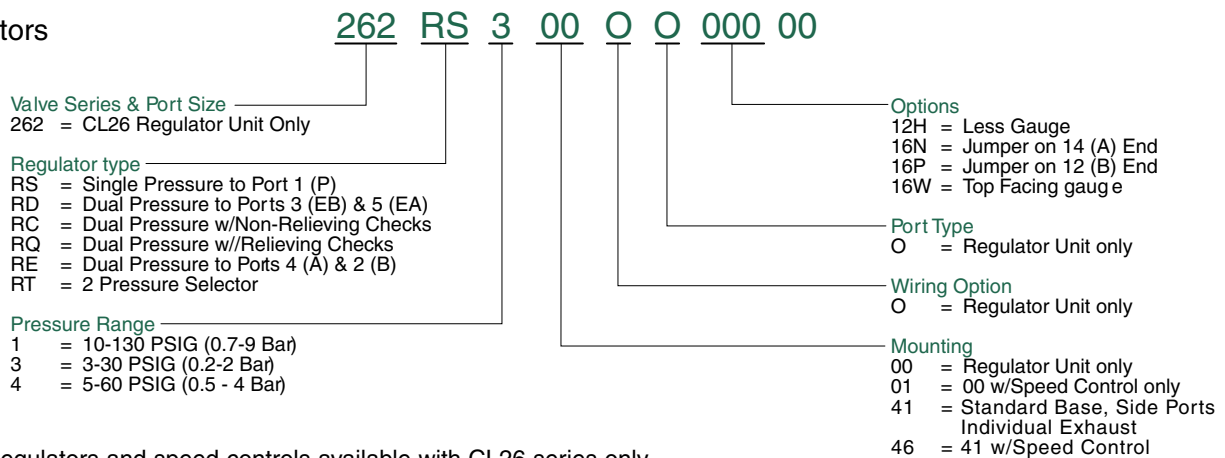 tors
262 RS 3 00 O O 000 00
Valve Series & Port Size
262 = CL26 Regulator Unit Only
Regulator type
RS = Single Pressure to Port 1 (P)
RD = Dual Pressure to Ports 3 (EB) & 5 (EA)
RC = Dual Pressure w/Non-Relieving Checks
RQ = Dual Pressure w//Relieving Checks
RE = Dual Pressure to Ports 4 (A) & 2 (B)
RT = 2 Pressure Selector
Pressure Range
1 = 10-130 PSIG (0.7-9 Bar)
3 = 3-30 PSIG (0.2-2 Bar)
4 = 5-60 PSIG (0.5 - 4 Bar)
Options
12H = Less Gauge
16N = Jumper on 14 (A) End
16P = Jumper on 12 (B) End
16W = Top Facing gauge
Port Type
O = Regulator Unit only
Wiring Option
O = Regulator Unit only
Mounting
00 = Regulator Unit only
01 = 00 w/Speed Control only
41 = Standard Base, Side Ports
Individual Exhaust
46 = 41 w/Speed Control
egulators and speed controls available with CL26 series only